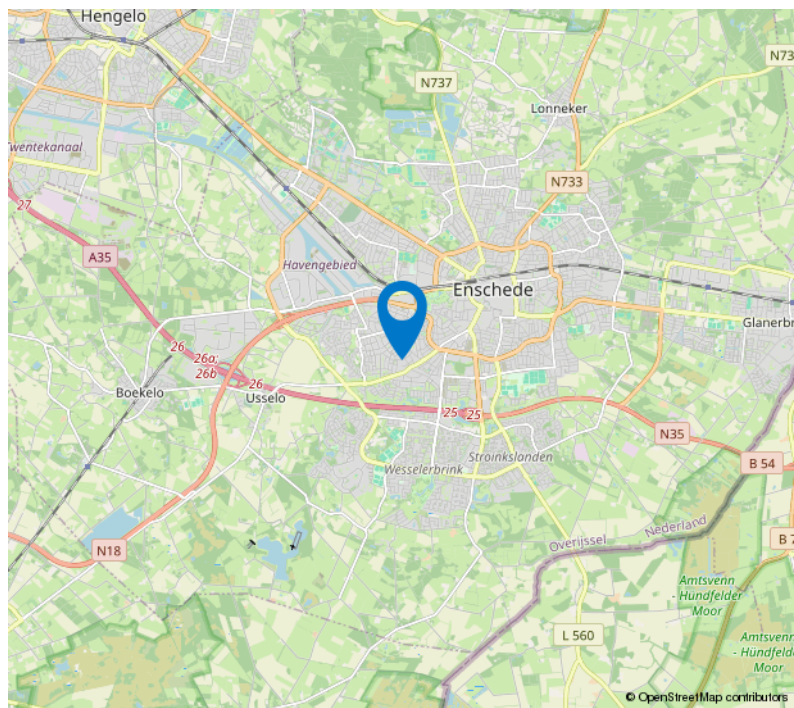 Hengelo
N737
N73
Lonneker
Twentekanaal
N733
27
A35
Havengebied
Enschede
Glanerbr
26
26a;
26b
26
Boekelo
Usselo
25
25
N35
Stroinkslanden
Wesselerbrink
B 54
Nederland
Overijssel
N18
B 7
Amtsvenn
- Hündfelder
Moor
L 560
Amtsvenn
- Hündfelder
Moor
© OpenStreetMap contributors